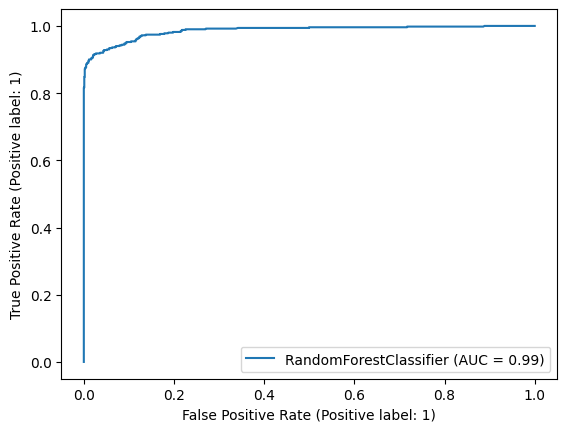 1.0
0.8
0.6
0.4
0.2
0.0
True Positive Rate (Positive label: 1)
RandomForestClassifier (AUC = 0.99)
0.0 0.2 0.4 0.6 0.8 1.0
False Positive Rate (Positive label: 1)